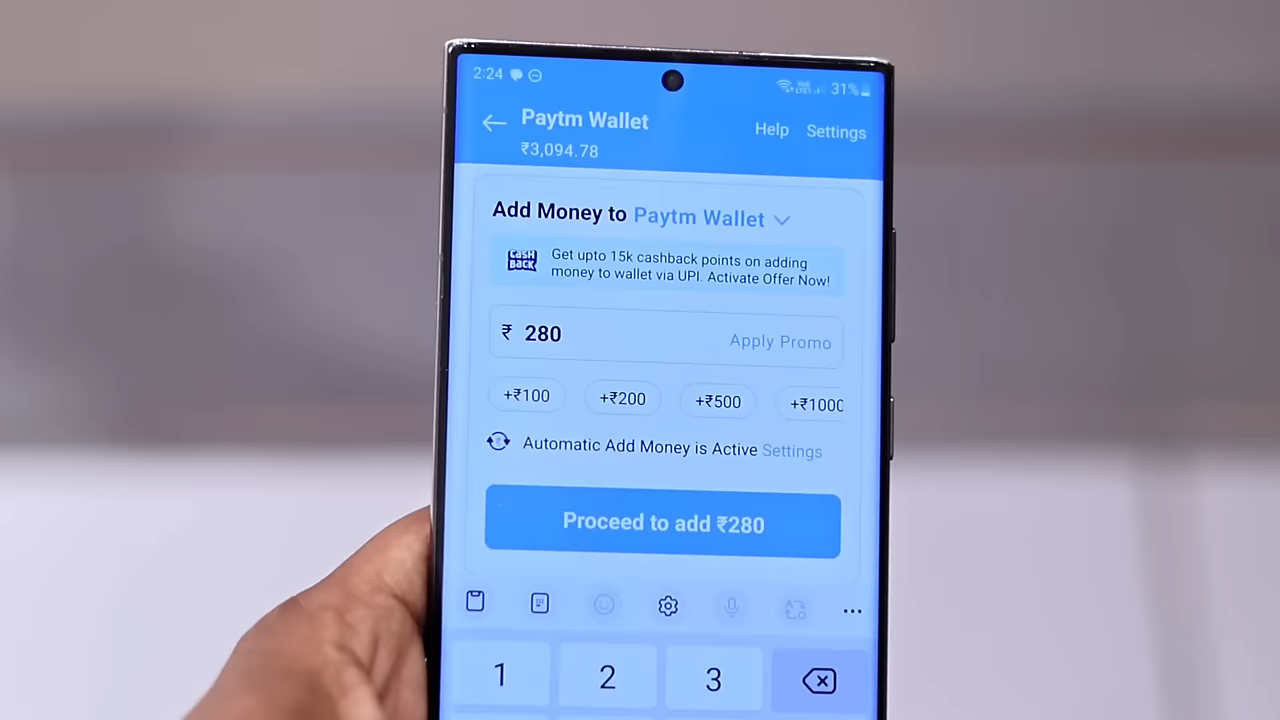 2:24 31%
Paytm Wallet Help Settings
₹3,094.78
Add Money to Paytm Wallet
CASH
BACK
Get upto 15k cashback points on adding
money to wallet via UPI. Activate Offer Now!
₹ 280 Apply Promo
+₹100 +₹200 +₹500 +₹1000
Automatic Add Money is Active Settings
Proceed to add ₹280
1 2 3